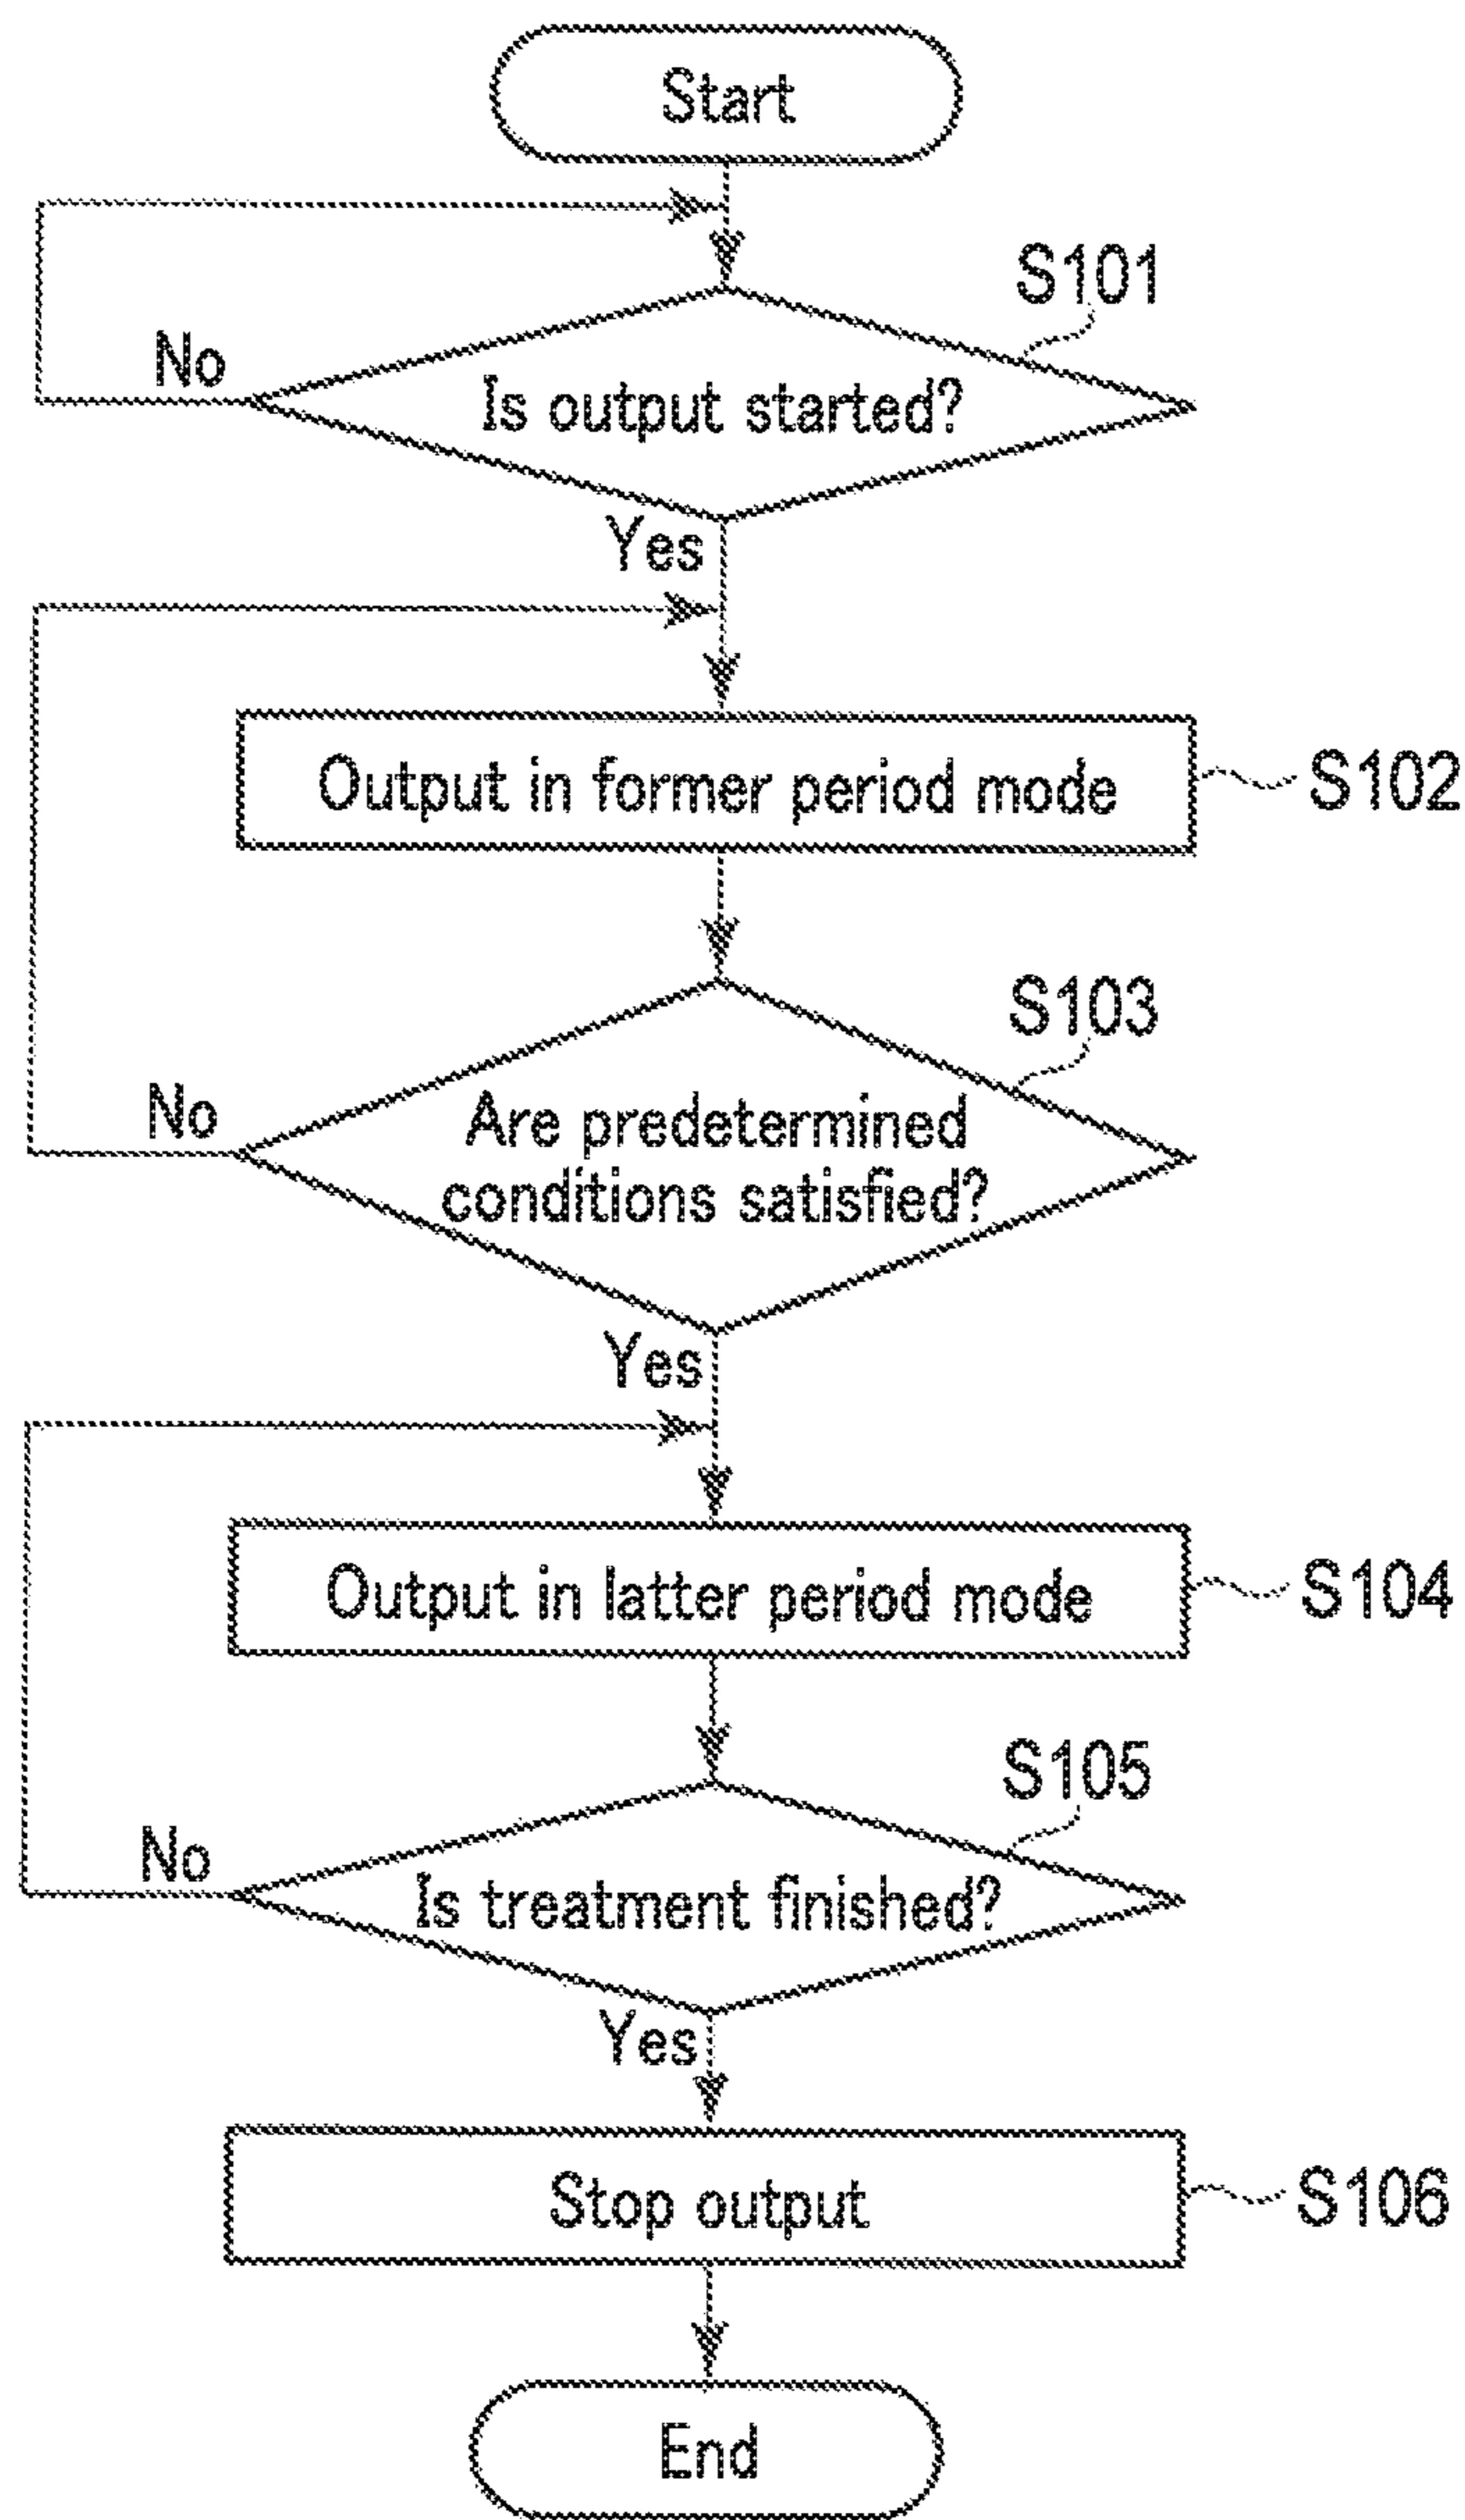 Start
S101
No
Is output started?
Yes
Output in former period mode
S102
S103
No
Are predetermined
conditions satisfied?
Yes
Output in latter period mode
S104
S105
No
Is treatment finished?
Yes
Stop output
S106
End